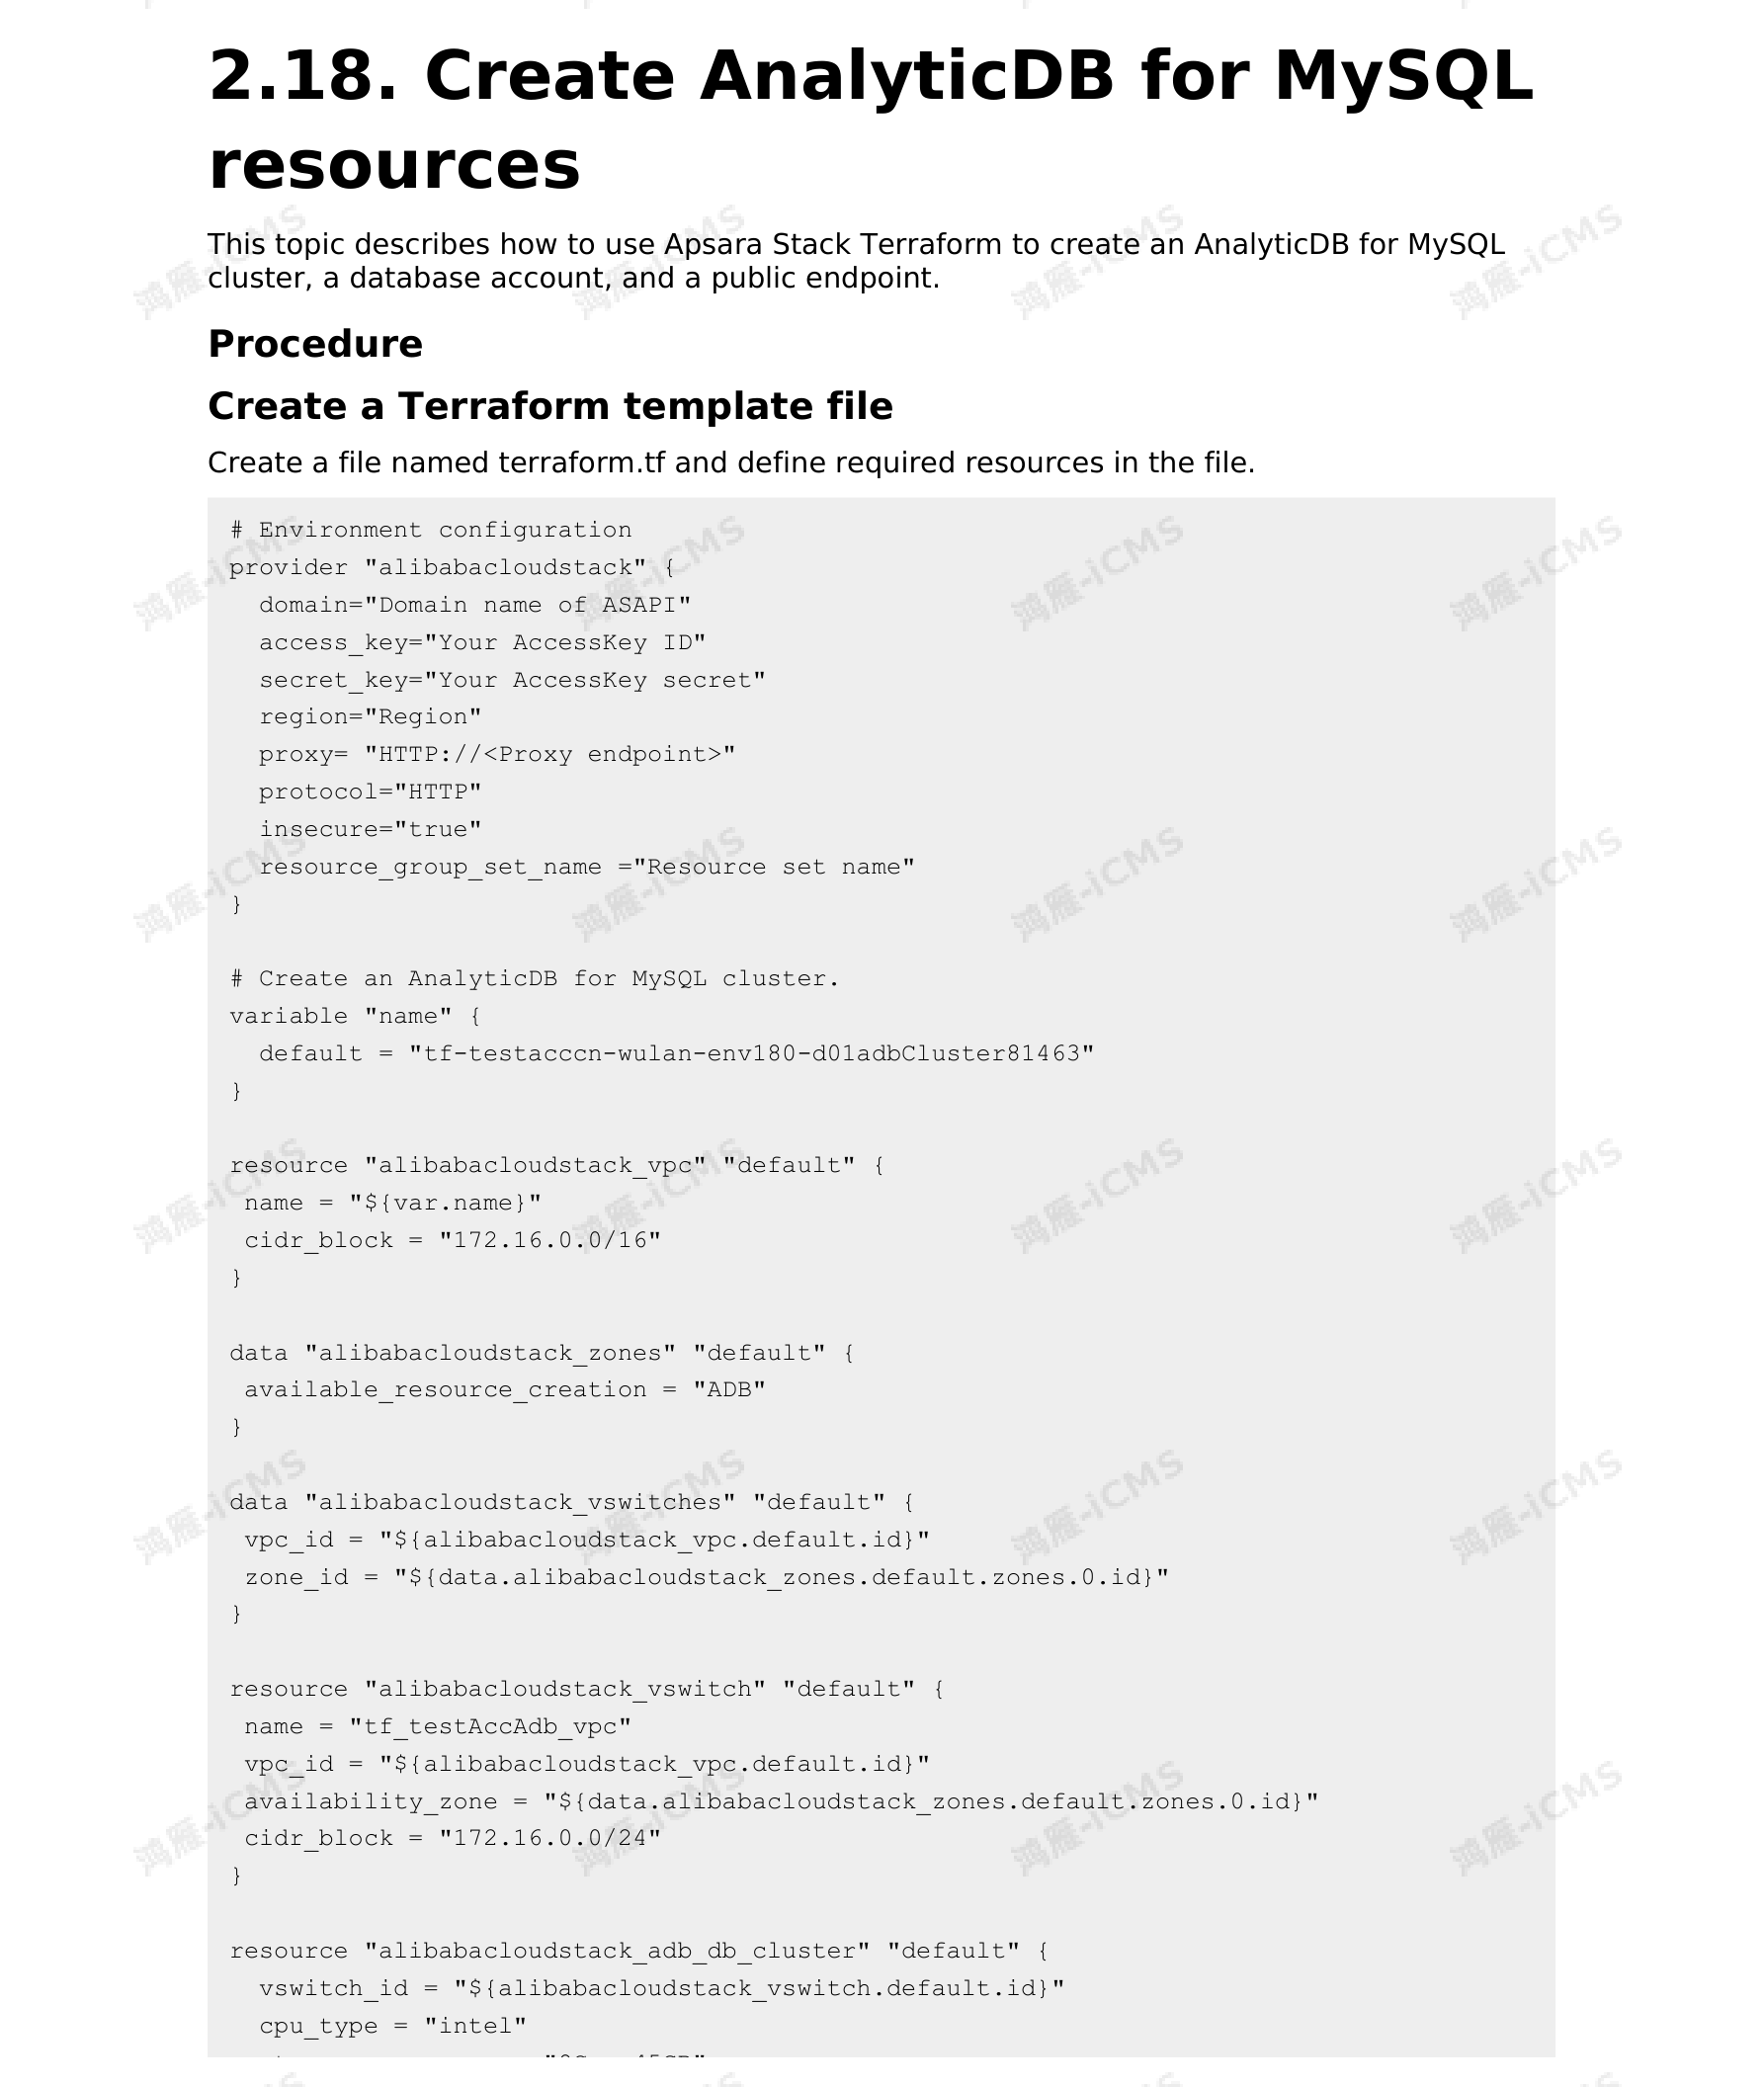 2.18. Create AnalyticDB for MySQL
resources
This topic describes how to use Apsara Stack Terraform to create an AnalyticDB for MySQL
cluster, a database account, and a public endpoint.
Procedure
Create a Terraform template file
Create a file named terraform.tf and define required resources in the file.
# Environment configuration
provider "alibabacloudstack" {
  domain="Domain name of ASAPI"
  access_key="Your AccessKey ID"
  secret_key="Your AccessKey secret"
  region="Region"
  proxy= "HTTP://<Proxy endpoint>"
  protocol="HTTP"
  insecure="true"
  resource_group_set_name ="Resource set name"
}
# Create an AnalyticDB for MySQL cluster.
variable "name" {
  default = "tf-testacccn-wulan-env180-d01adbCluster81463"
}
resource "alibabacloudstack_vpc" "default" {
 name = "${var.name}"
 cidr_block = "172.16.0.0/16"
}
data "alibabacloudstack_zones" "default" {
 available_resource_creation = "ADB"
}
data "alibabacloudstack_vswitches" "default" {
 vpc_id = "${alibabacloudstack_vpc.default.id}"
 zone_id = "${data.alibabacloudstack_zones.default.zones.0.id}"
}
resource "alibabacloudstack_vswitch" "default" {
 name = "tf_testAccAdb_vpc"
 vpc_id = "${alibabacloudstack_vpc.default.id}"
 availability_zone = "${data.alibabacloudstack_zones.default.zones.0.id}"
 cidr_block = "172.16.0.0/24"
}
resource "alibabacloudstack_adb_db_cluster" "default" {
  vswitch_id = "${alibabacloudstack_vswitch.default.id}"
  cpu_type = "intel"
鸿雁-iCMS